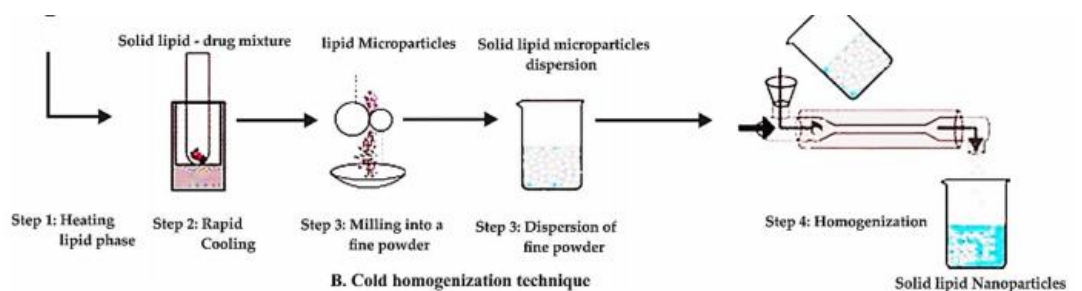 Solid lipid - drug mixture
lipid Microparticles
Solid lipid microparticles
dispersion
Step 1: Heating
lipid phase
Step 2: Rapid
Cooling
Step 3: Milling into a
fine powder
Step 3: Dispersion of
fine powder
Step 4: Homogenization
Solid lipid Nanoparticles
B. Cold homogenization technique